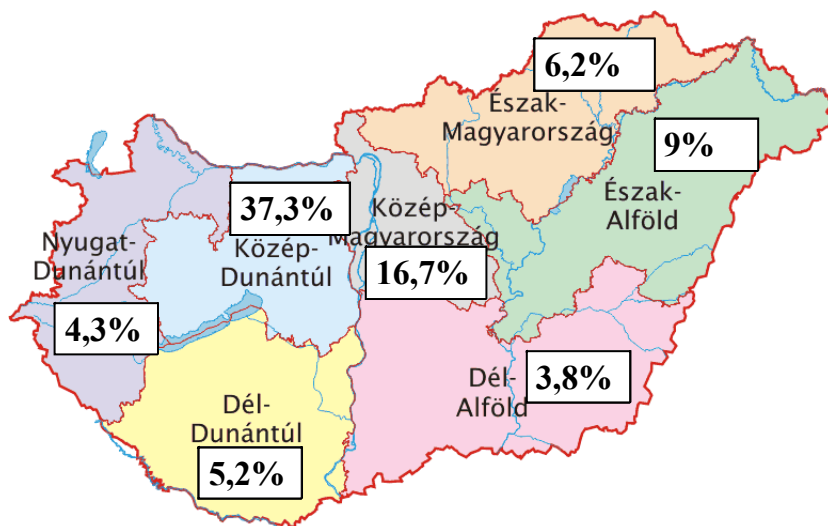 6,2%
Észak-
Magyarország
9%
Észak-
Alföld
37,3%
Közép-
Dunántúl
Közép-
Magyarország
16,7%
Nyugat-
Dunántúl
4,3%
Dél-
Alföld
3,8%
Dél-
Dunántúl
5,2%